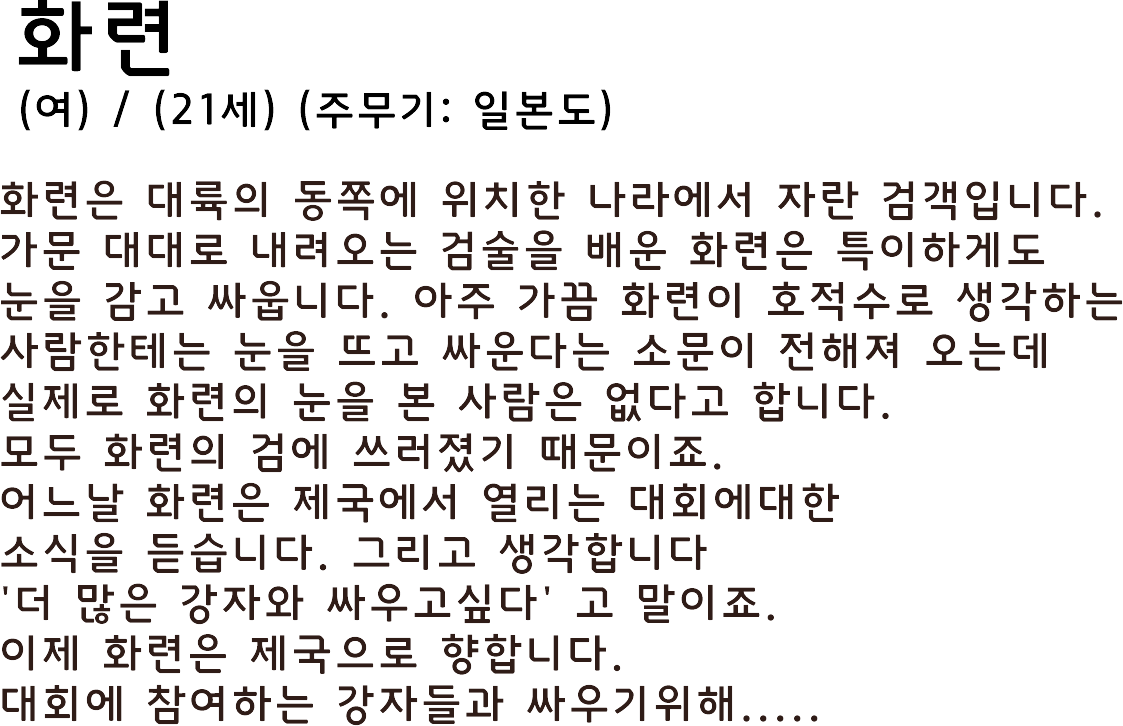 화련
(여) / (21세) (주무기: 일본도)
화련은 대륙의 동쪽에 위치한 나라에서 자란 검객입니다.
가문 대대로 내려오는 검술을 배운 화련은 특이하게도
눈을 감고 싸웁니다. 아주 가끔 화련이 호적수로 생각하는
사람한테는 눈을 뜨고 싸운다는 소문이 전해져 오는데
실제로 화련의 눈을 본 사람은 없다고 합니다.
모두 화련의 검에 쓰러졌기 때문이죠.
어느날 화련은 제국에서 열리는 대회에대한
소식을 듣습니다. 그리고 생각합니다
'더 많은 강자와 싸우고싶다' 고 말이죠.
이제 화련은 제국으로 향합니다.
대회에 참여하는 강자들과 싸우기위해.....